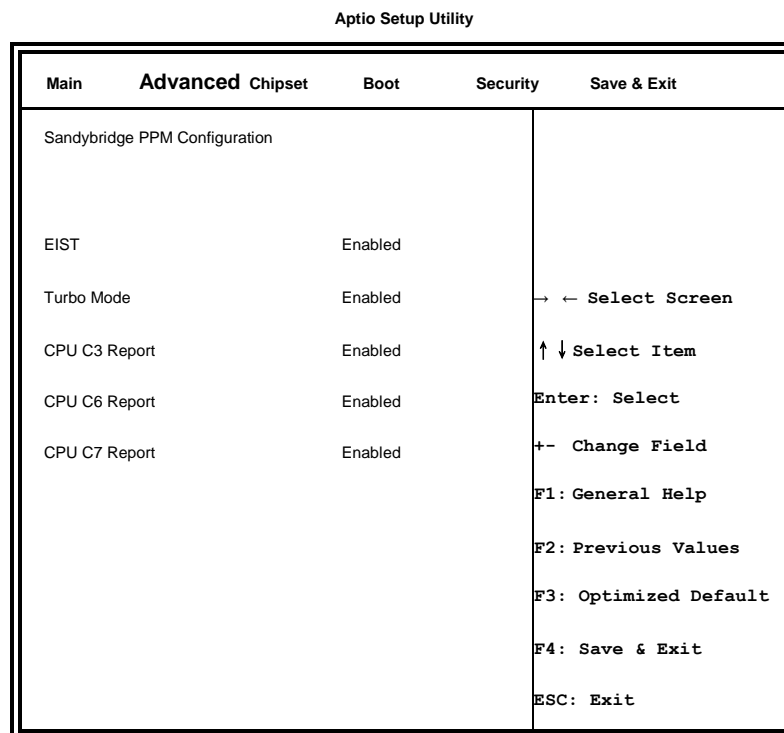 Aptio Setup Utility
Main Advanced Chipset Boot Security Save & Exit
Sandybridge PPM Configuration
EIST Enabled
Turbo Mode Enabled
CPU C3 Report Enabled
CPU C6 Report Enabled
CPU C7 Report Enabled
→ ← Select Screen
↑ ↓ Select Item
Enter: Select
+- Change Field
F1: General Help
F2: Previous Values
F3: Optimized Default
F4: Save & Exit
ESC: Exit